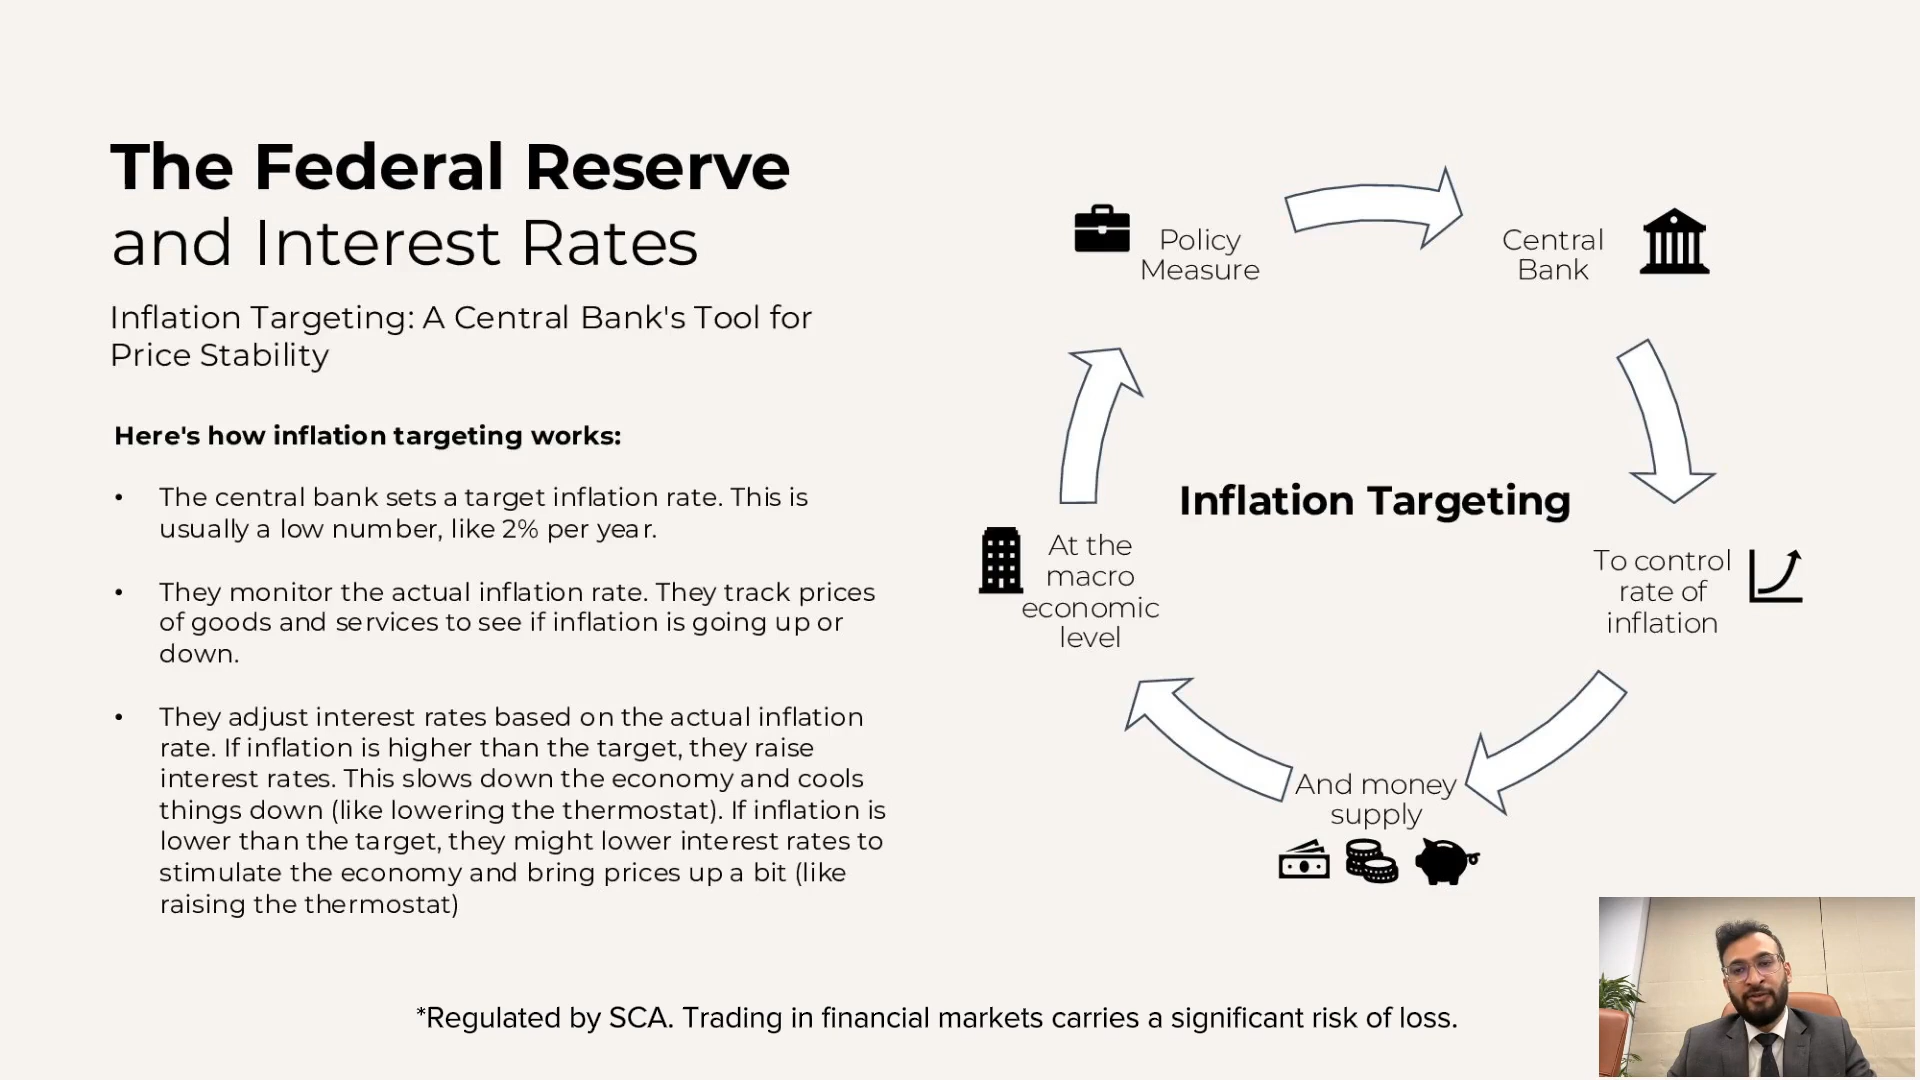 The Federal Reserve
and Interest Rates
Inflation Targeting: A Central Bank's Tool for
Price Stability
Here's how inflation targeting works:
• The central bank sets a target inflation rate. This is
usually a low number, like 2% per year.
• They monitor the actual inflation rate. They track prices
of goods and services to see if inflation is going up or
down.
• They adjust interest rates based on the actual inflation
rate. If inflation is higher than the target, they raise
interest rates. This slows down the economy and cools
things down (like lowering the thermostat). If inflation is
lower than the target, they might lower interest rates to
stimulate the economy and bring prices up a bit (like
raising the thermostat)
Policy
Measure
Central
Bank
Inflation Targeting
To control
rate of
inflation
And money
supply
At the
macro
economic
level
*Regulated by SCA. Trading in financial markets carries a significant risk of loss.